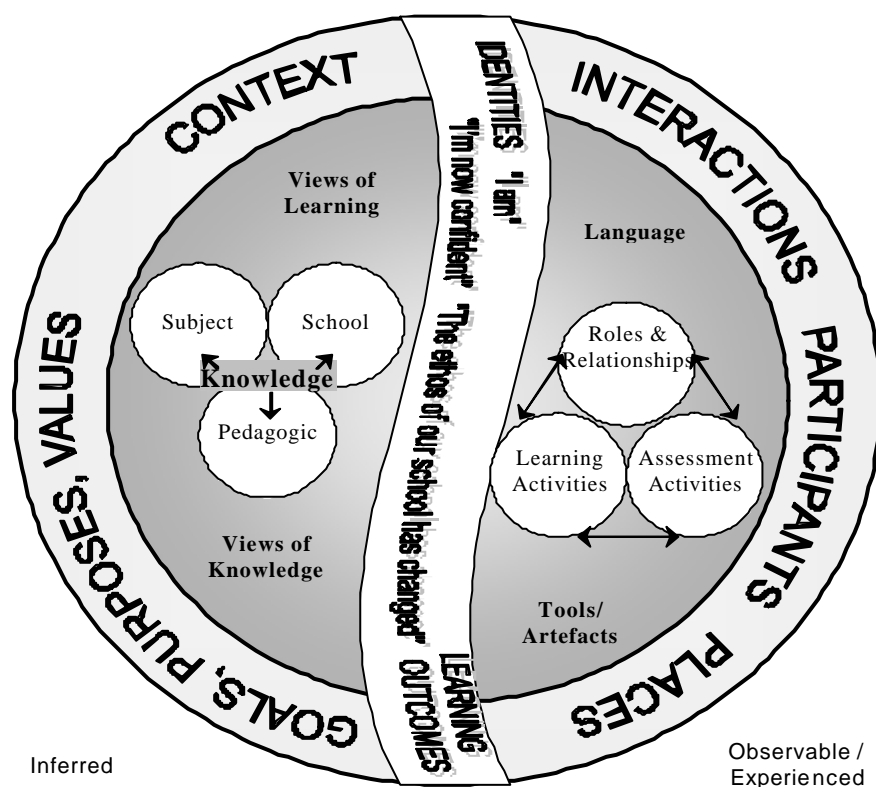 CONTEXT
GOALS, PURPOSES, VALUES
Views of
Learning
Subject
School
Knowledge
Pedagogic
Views of
Knowledge
IDENTITIES "I am"
"I'm now confident" "The ethos of our school has changed"
LEARNING
OUTCOMES
INTERACTIONS
PARTICIPANTS
PLACES
Language
Roles &
Relationships
Learning
Activities
Assessment
Activities
Tools/
Artefacts
Inferred
Observable /
Experienced